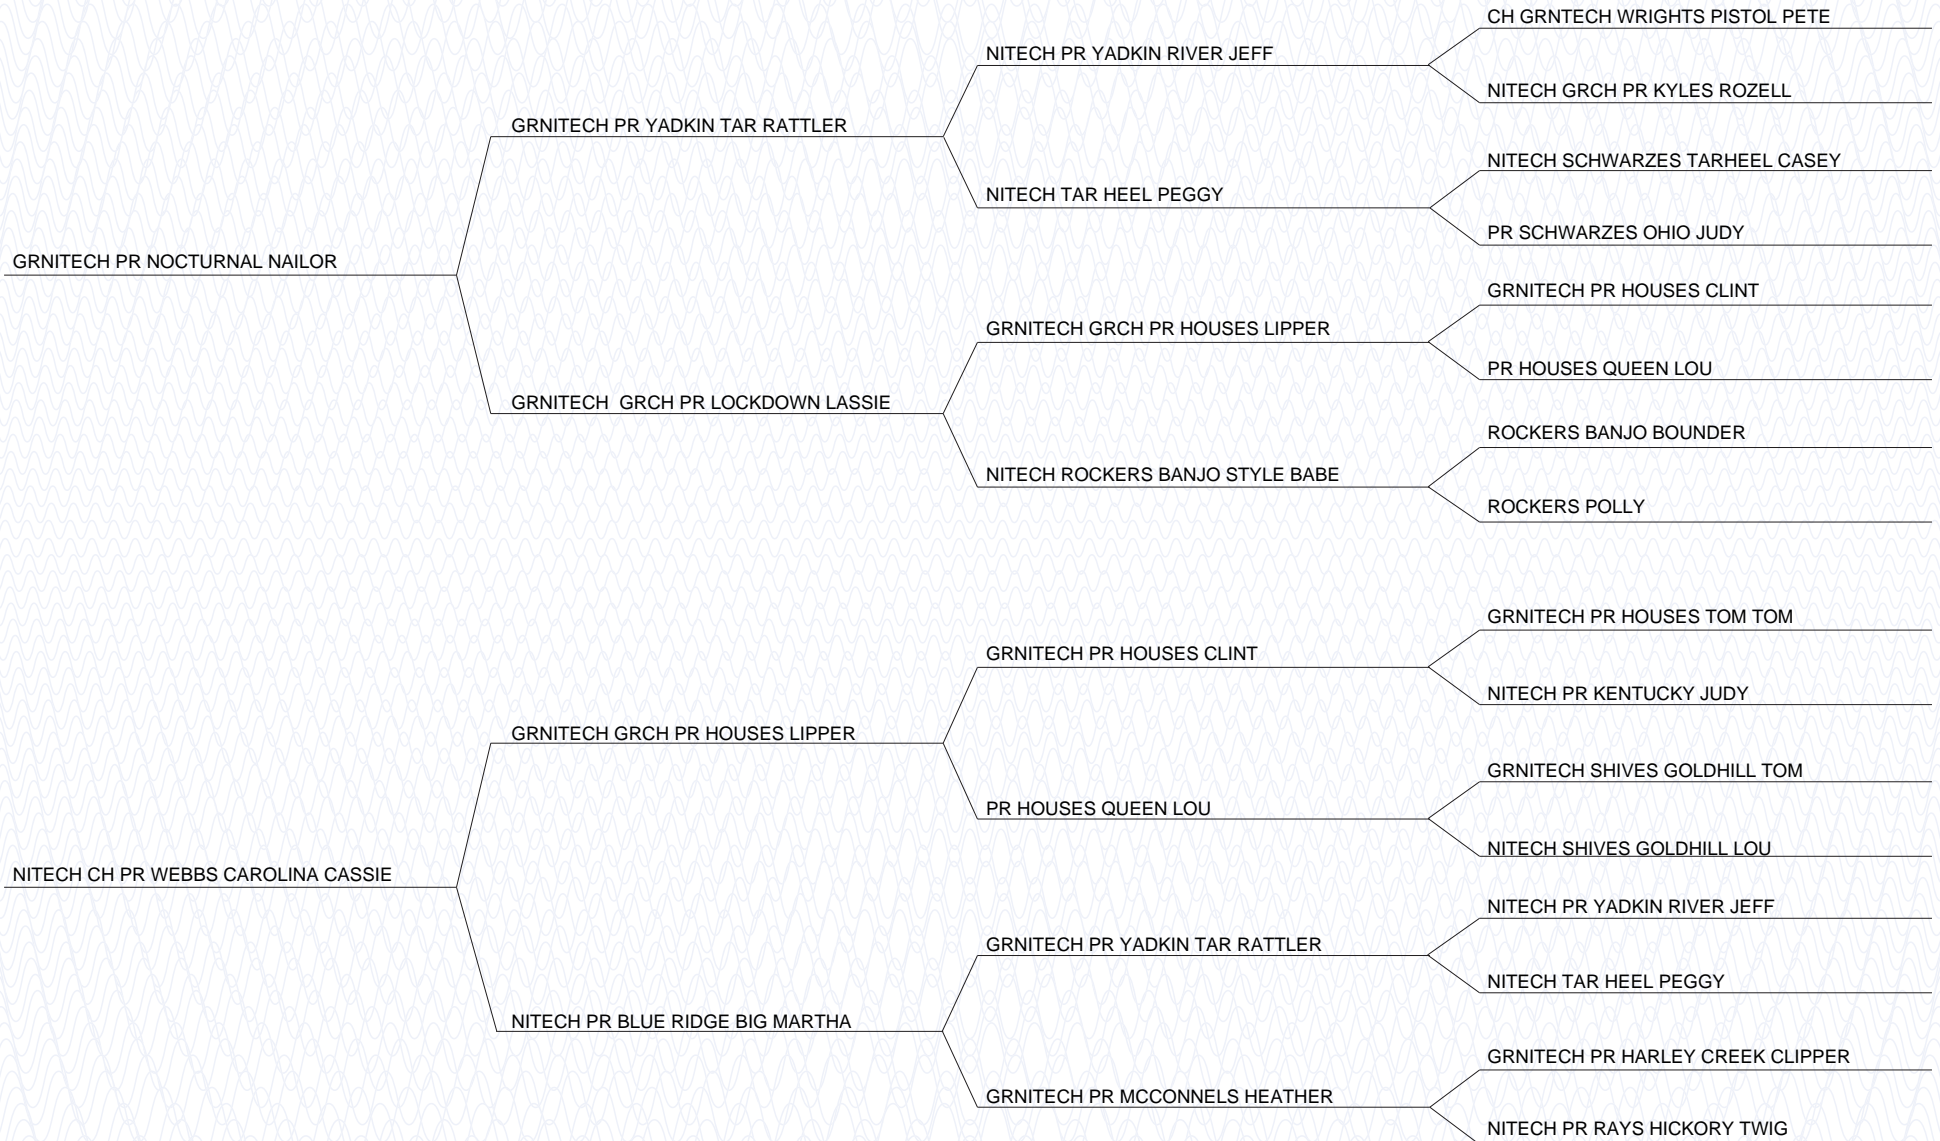 CH GRNTECH WRIGHTS PISTOL PETE
NITECH PR YADKIN RIVER JEFF
NITECH GRCH PR KYLES ROZELL
GRNITECH PR YADKIN TAR RATTLER
NITECH SCHWARZES TARHEEL CASEY
NITECH TAR HEEL PEGGY
PR SCHWARZES OHIO JUDY
GRNITECH PR NOCTURNAL NAILOR
GRNITECH PR HOUSES CLINT
GRNITECH GRCH PR HOUSES LIPPER
PR HOUSES QUEEN LOU
GRNITECH  GRCH PR LOCKDOWN LASSIE
ROCKERS BANJO BOUNDER
NITECH ROCKERS BANJO STYLE BABE
ROCKERS POLLY
GRNITECH PR HOUSES TOM TOM
GRNITECH PR HOUSES CLINT
NITECH PR KENTUCKY JUDY
GRNITECH GRCH PR HOUSES LIPPER
GRNITECH SHIVES GOLDHILL TOM
PR HOUSES QUEEN LOU
NITECH SHIVES GOLDHILL LOU
NITECH CH PR WEBBS CAROLINA CASSIE
NITECH PR YADKIN RIVER JEFF
GRNITECH PR YADKIN TAR RATTLER
NITECH TAR HEEL PEGGY
NITECH PR BLUE RIDGE BIG MARTHA
GRNITECH PR HARLEY CREEK CLIPPER
GRNITECH PR MCCONNELS HEATHER
NITECH PR RAYS HICKORY TWIG